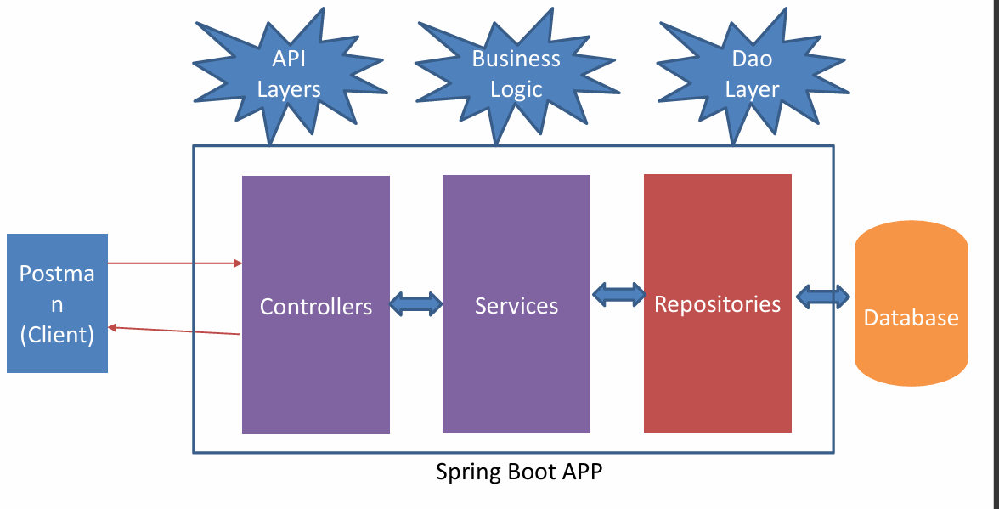 API
Layers
Business
Logic
Dao
Layer
Postma
n
(Client)
Controllers
Services
Repositories
Database
Spring Boot APP